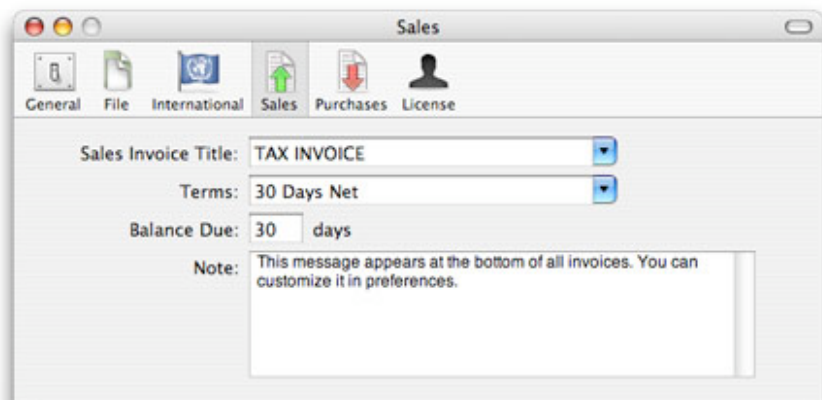 Sales
General File International Sales Purchases License
Sales Invoice Title: TAX INVOICE
Terms: 30 Days Net
Balance Due: 30 days
Note: This message appears at the bottom of all invoices. You can
customize it in preferences.